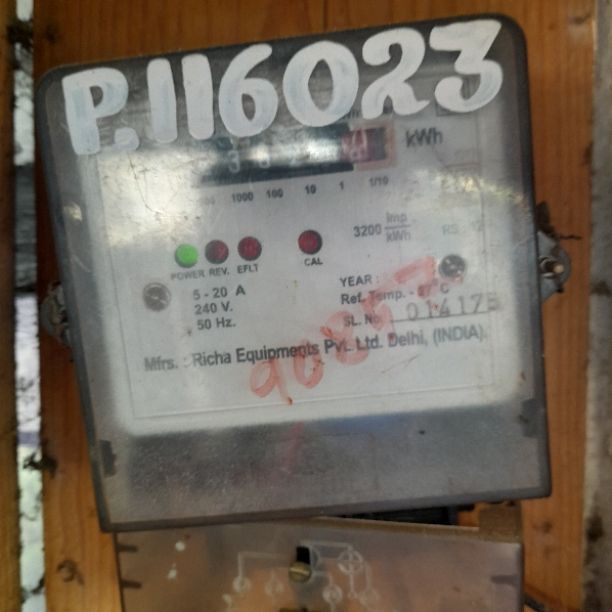 P.116023
kWh
1000 100 10 1 1/10
3200 imp/kWh
POWER REV. EFLT CAL
5 - 20 A
240 V.
50 Hz.
YEAR :
Ref. Temp. -
SL. No. 014173
Mfrs. : Richa Equipments Pvt. Ltd. Delhi, (INDIA).